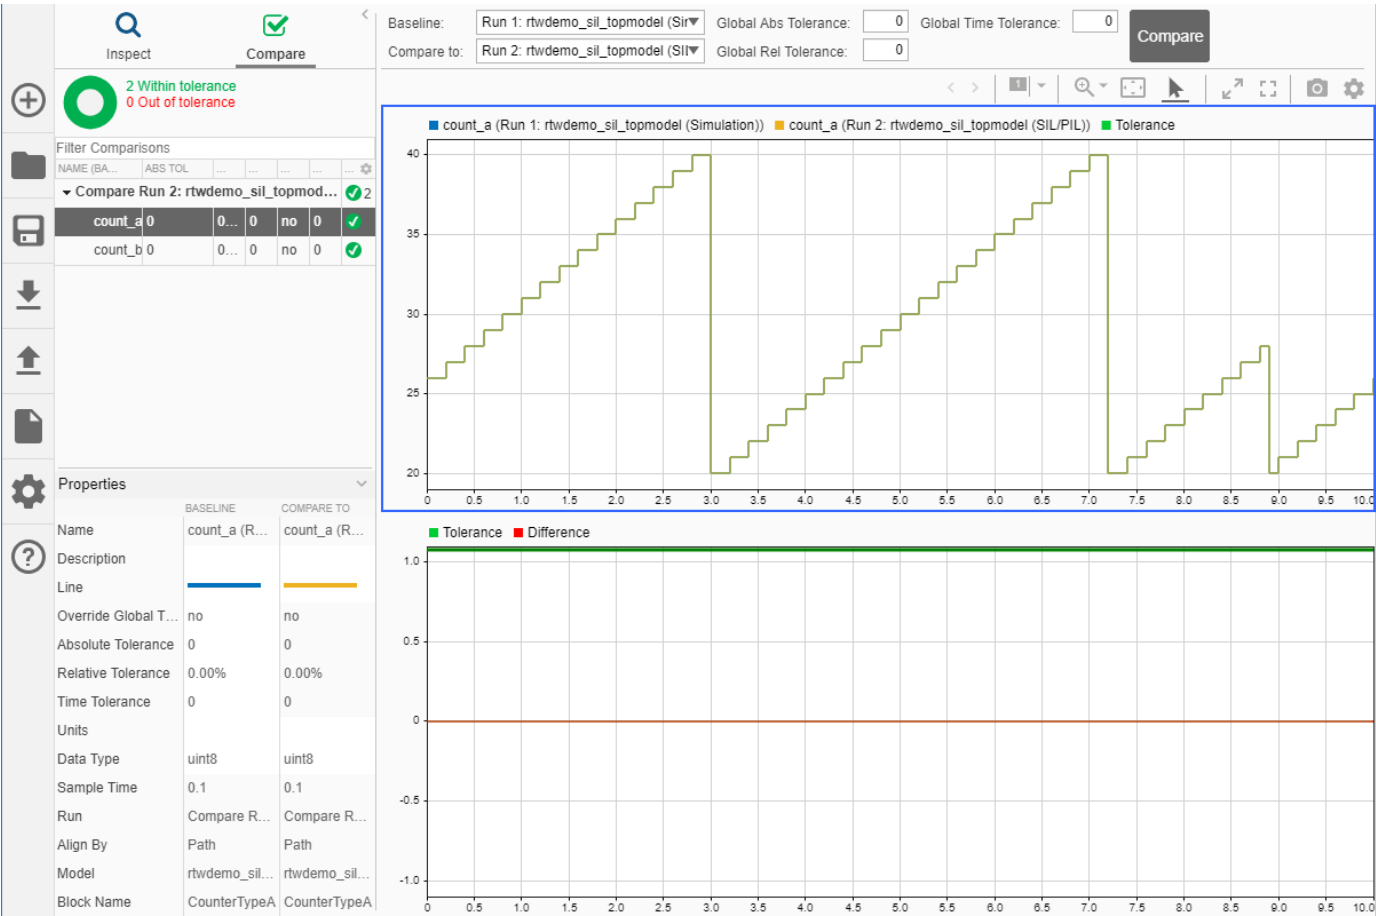 Inspect
Compare
2 Within tolerance
0 Out of tolerance
Filter Comparisons
NAME (BA... ABS TOL ... ... ... ... ...
Compare Run 2: rtwdemo_sil_topmod... 2
count_a 0 0... 0 no 0
count_b 0 0... 0 no 0
Properties
BASELINE COMPARE TO
Name count_a (R... count_a (R...
Description
Line
Override Global T... no no
Absolute Tolerance 0 0
Relative Tolerance 0.00% 0.00%
Time Tolerance 0 0
Units
Data Type uint8 uint8
Sample Time 0.1 0.1
Run Compare R... Compare R...
Align By Path Path
Model rtwdemo_sil... rtwdemo_sil...
Block Name CounterTypeA CounterTypeA
Baseline: Run 1: rtwdemo_sil_topmodel (Sir Global Abs Tolerance: 0 Global Time Tolerance: 0
Compare to: Run 2: rtwdemo_sil_topmodel (SII Global Rel Tolerance: 0
Compare
1
count_a (Run 1: rtwdemo_sil_topmodel (Simulation)) count_a (Run 2: rtwdemo_sil_topmodel (SIL/PIL)) Tolerance
40
35
30
25
20
0 0.5 1.0 1.5 2.0 2.5 3.0 3.5 4.0 4.5 5.0 5.5 6.0 6.5 7.0 7.5 8.0 8.5 9.0 9.5 10.0
Tolerance Difference
1.0
0.5
0
-0.5
-1.0
0 0.5 1.0 1.5 2.0 2.5 3.0 3.5 4.0 4.5 5.0 5.5 6.0 6.5 7.0 7.5 8.0 8.5 9.0 9.5 10.0